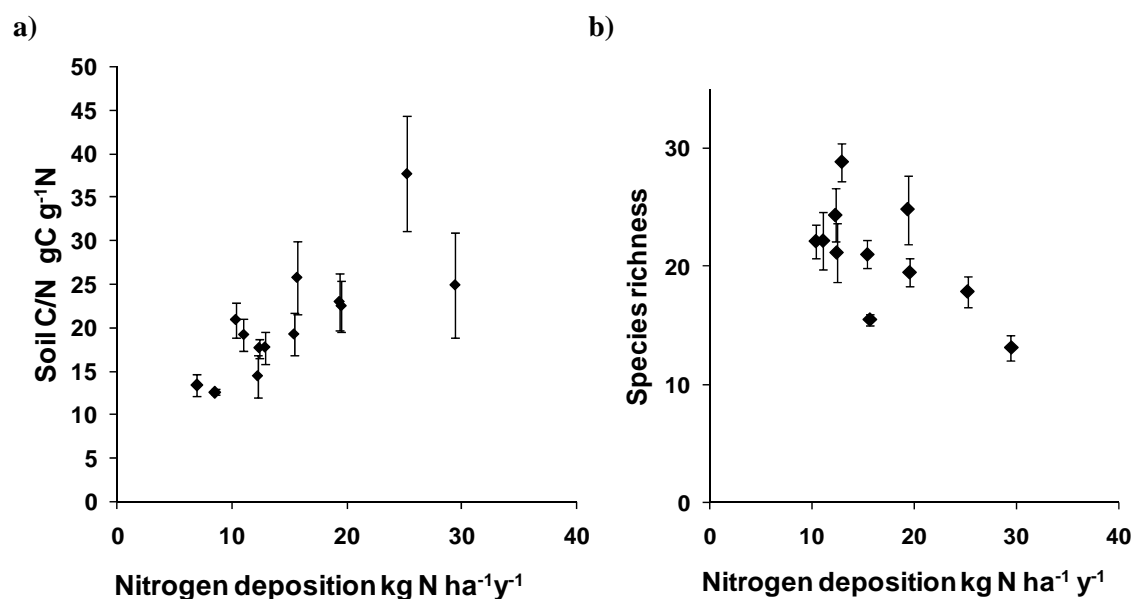 a)
Soil C/N gC g⁻¹N
50
45
40
35
30
25
20
15
10
5
0
0 10 20 30 40
Nitrogen deposition kg N ha⁻¹y⁻¹
b)
Species richness
30
20
10
0
0 10 20 30 40
Nitrogen deposition kg N ha⁻¹ y⁻¹